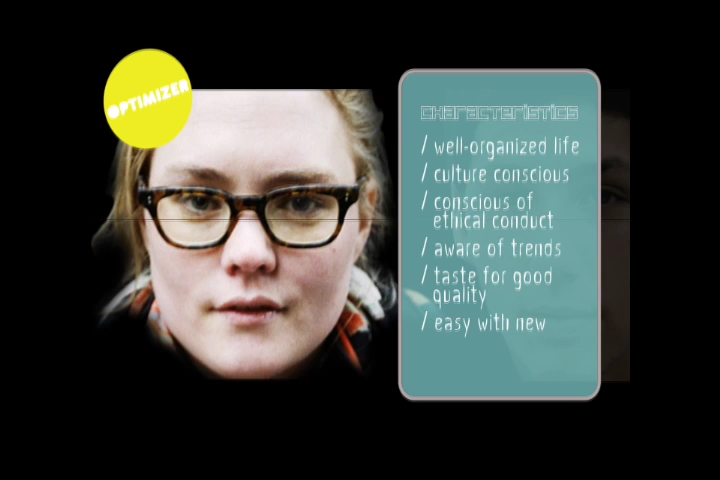 OPTIMIZER
characteristics
/ well-organized life
/ culture conscious
/ conscious of
ethical conduct
/ aware of trends
/ taste for good
quality
/ easy with new